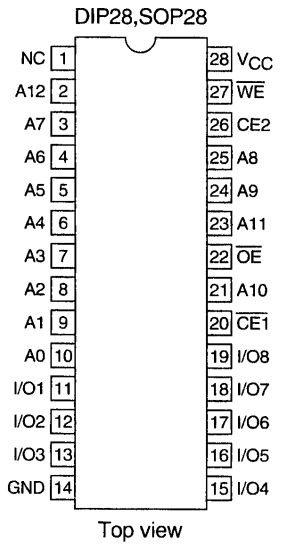 DIP28,SOP28
NC 1 28 VCC
A12 2 27 WE
A7 3 26 CE2
A6 4 25 A8
A5 5 24 A9
A4 6 23 A11
A3 7 22 OE
A2 8 21 A10
A1 9 20 CE1
A0 10 19 I/O8
I/O1 11 18 I/O7
I/O2 12 17 I/O6
I/O3 13 16 I/O5
GND 14 15 I/O4
Top view